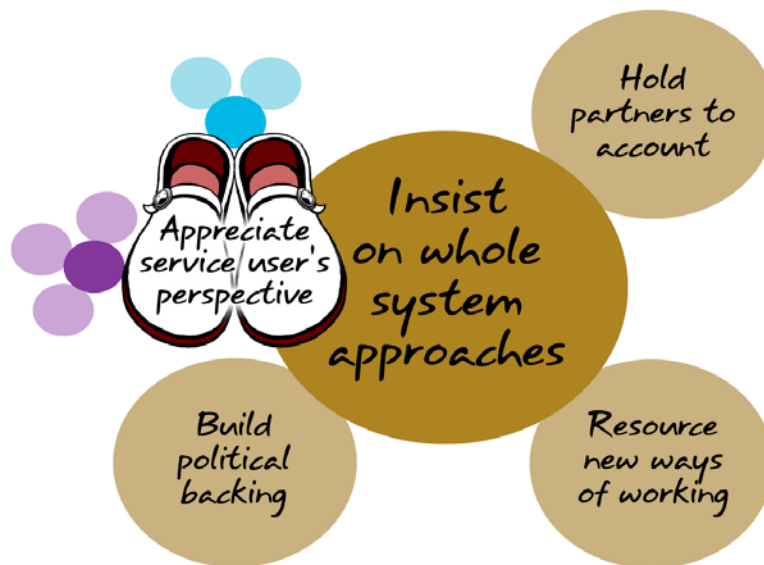 Hold
partners to
account
Insist
on whole
system
approaches
Appreciate
service user's
perspective
Build
political
backing
Resource
new ways
of working